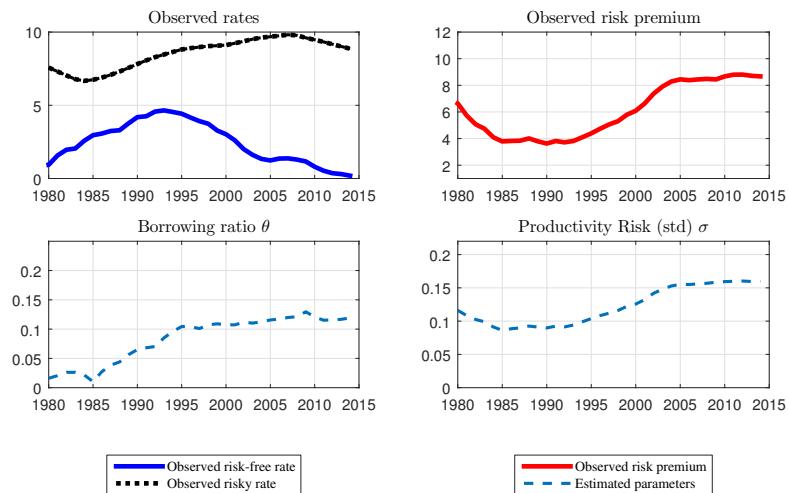 Observed rates
10
5
0
1980 1985 1990 1995 2000 2005 2010 2015
Observed risk premium
12
10
8
6
4
2
1980 1985 1990 1995 2000 2005 2010 2015
Borrowing ratio θ
0.2
0.15
0.1
0.05
0
1980 1985 1990 1995 2000 2005 2010 2015
Productivity Risk (std) σ
0.2
0.15
0.1
0.05
0
1980 1985 1990 1995 2000 2005 2010 2015
Observed risk-free rate
Observed risky rate
Observed risk premium
Estimated parameters